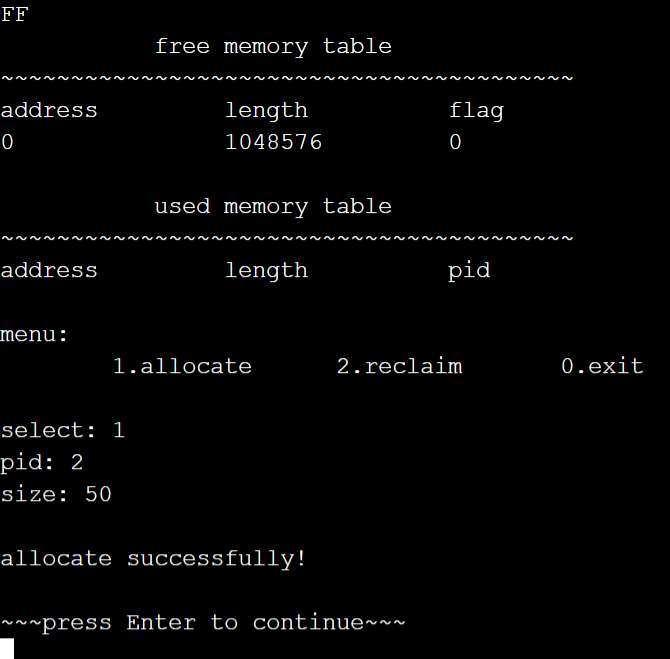 FF
free memory table
~~~~~~~~~~~~~~~~~~~~~~~~~~~~~~~~~~~~~~~~~
address length flag
0 1048576 0
used memory table
~~~~~~~~~~~~~~~~~~~~~~~~~~~~~~~~~~~~~~~~~
address length pid
menu:
1.allocate 2.reclaim 0.exit
select: 1
pid: 2
size: 50
allocate successfully!
~~~press Enter to continue~~~